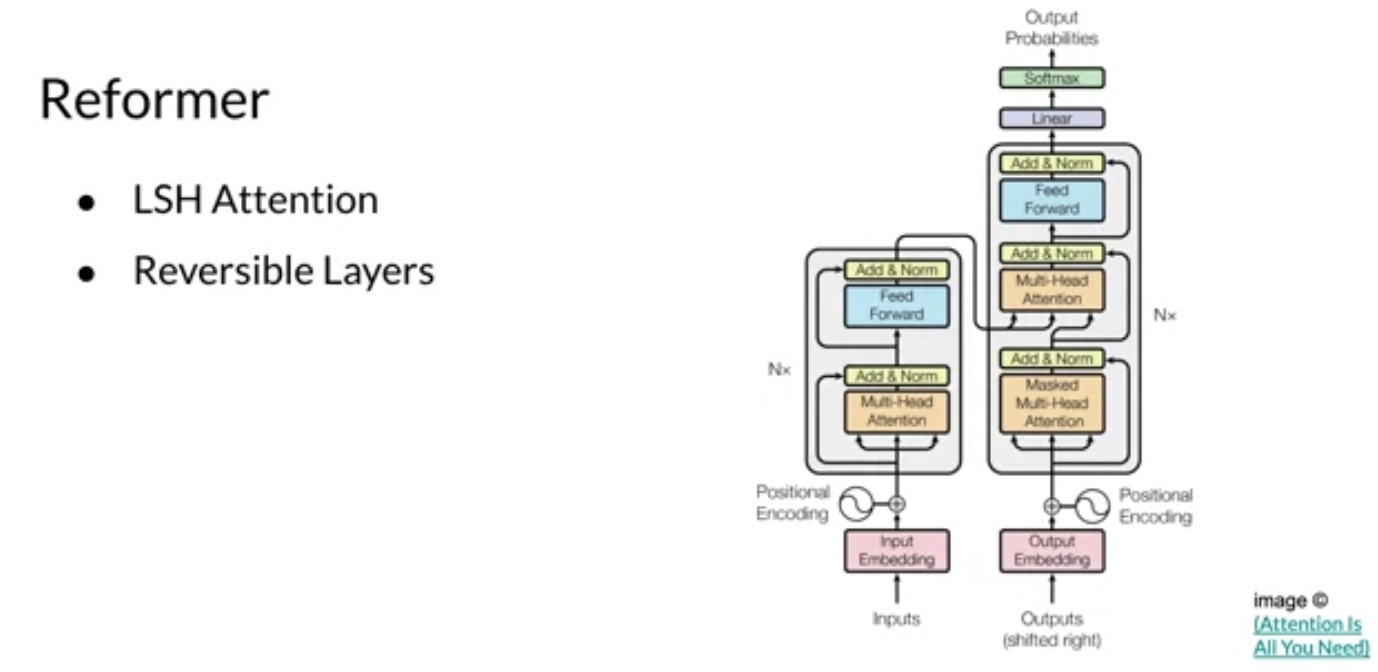 Reformer
● LSH Attention
● Reversible Layers
Output
Probabilities
Softmax
Linear
Add & Norm
Feed
Forward
Add & Norm
Multi-Head
Attention
Add & Norm
Masked
Multi-Head
Attention
N×
Positional
Encoding
Output
Embedding
Outputs
(shifted right)
Add & Norm
Feed
Forward
Add & Norm
Multi-Head
Attention
N×
Positional
Encoding
Input
Embedding
Inputs
image ©
(Attention Is
All You Need)